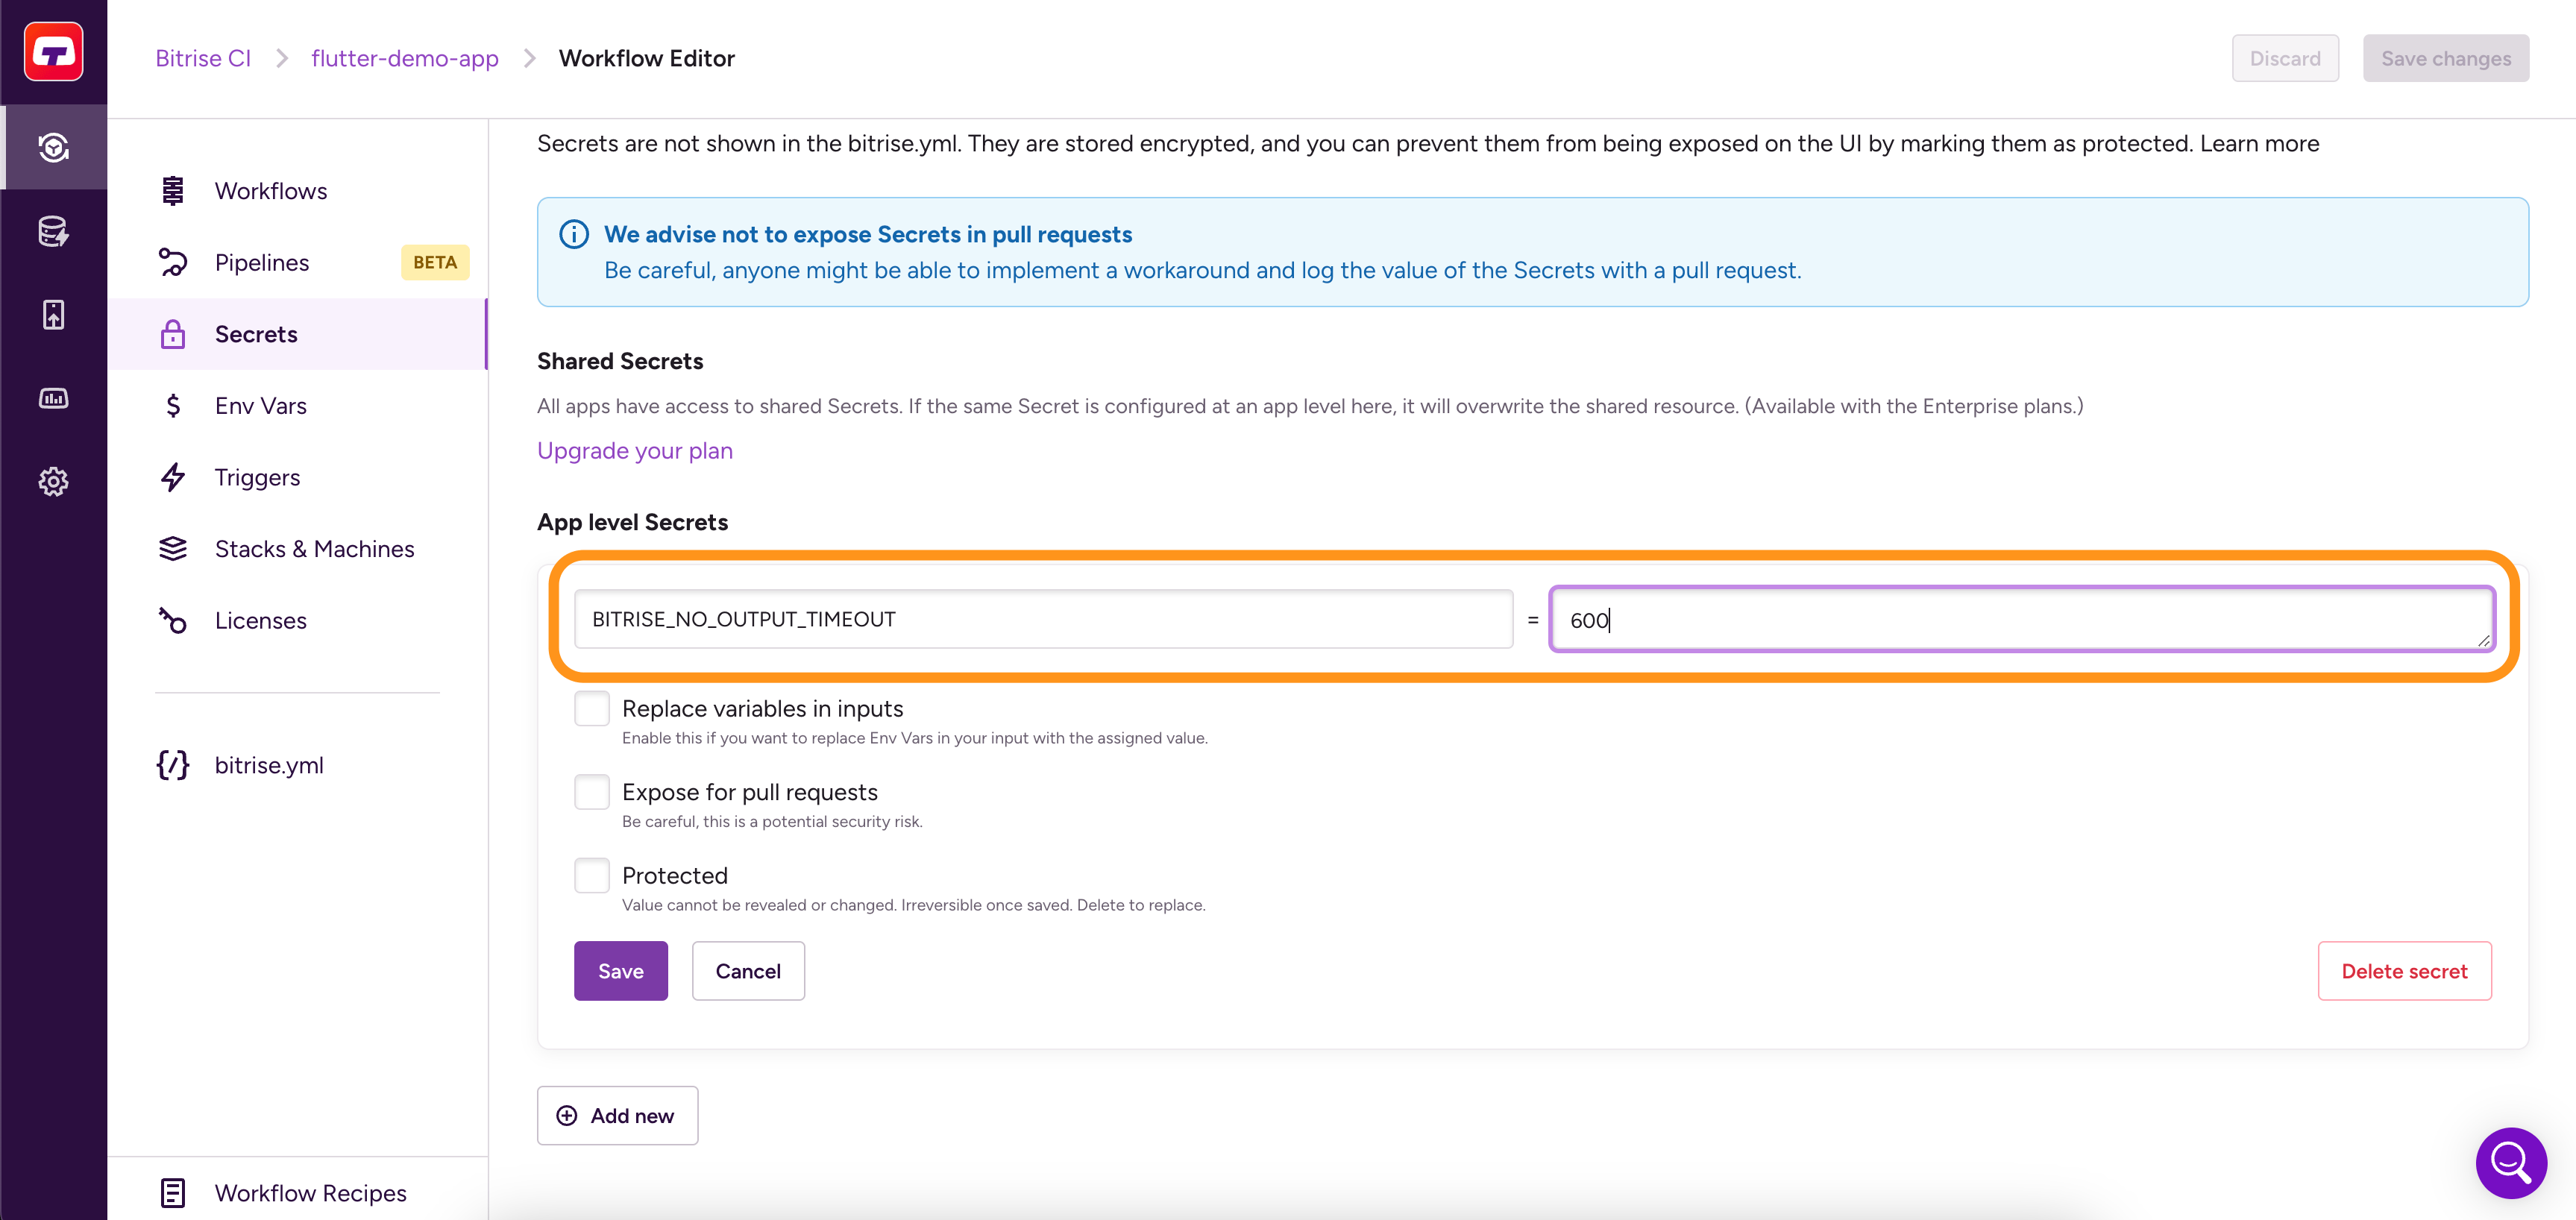 Bitrise CI > flutter-demo-app > Workflow Editor
Discard
Save changes
Workflows
Pipelines BETA
Secrets
Env Vars
Triggers
Stacks & Machines
Licenses
bitrise.yml
Workflow Recipes
Secrets are not shown in the bitrise.yml. They are stored encrypted, and you can prevent them from being exposed on the UI by marking them as protected. Learn more
We advise not to expose Secrets in pull requests
Be careful, anyone might be able to implement a workaround and log the value of the Secrets with a pull request.
Shared Secrets
All apps have access to shared Secrets. If the same Secret is configured at an app level here, it will overwrite the shared resource. (Available with the Enterprise plans.)
Upgrade your plan
App level Secrets
BITRISE_NO_OUTPUT_TIMEOUT = 600
Replace variables in inputs
Enable this if you want to replace Env Vars in your input with the assigned value.
Expose for pull requests
Be careful, this is a potential security risk.
Protected
Value cannot be revealed or changed. Irreversible once saved. Delete to replace.
Save
Cancel
Delete secret
Add new